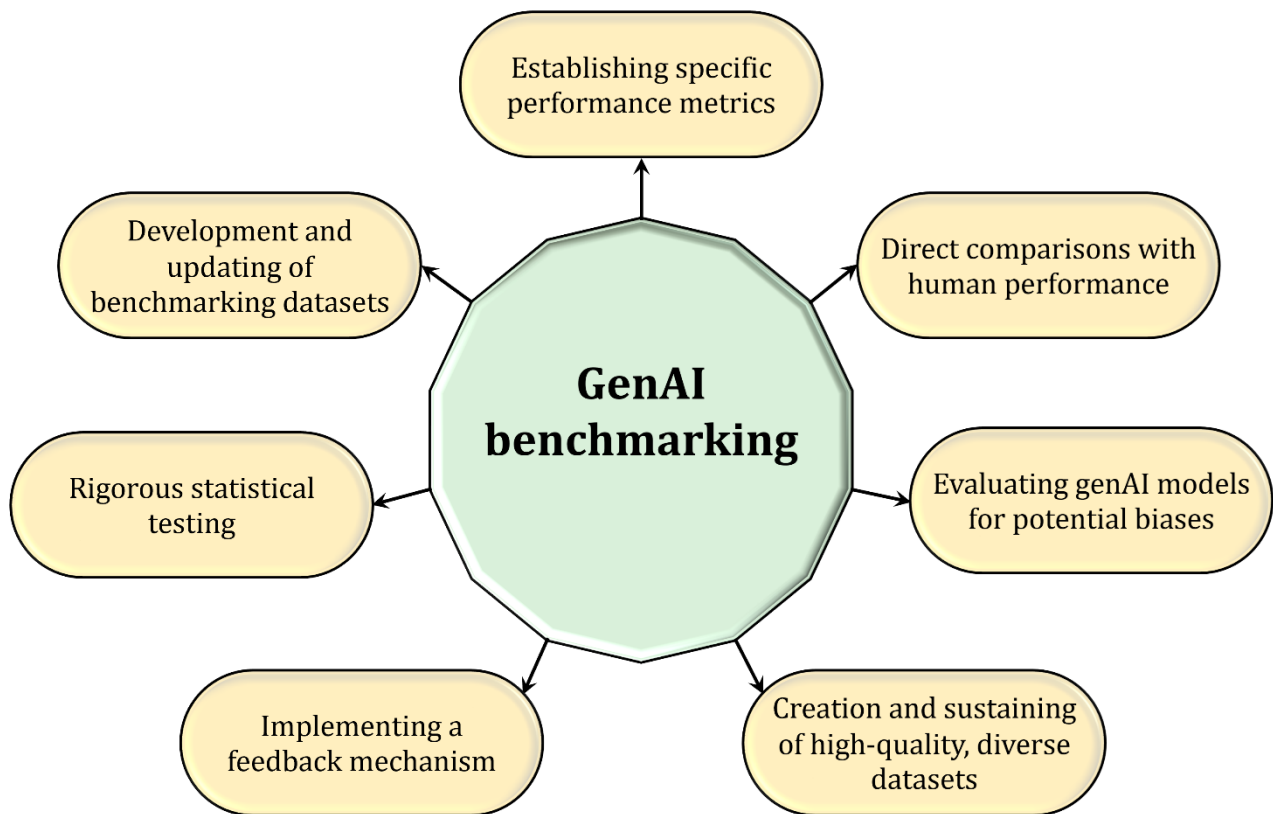 Establishing specific
performance metrics
Development and
updating of
benchmarking datasets
Direct comparisons with
human performance
GenAI
benchmarking
Rigorous statistical
testing
Evaluating genAI models
for potential biases
Implementing a
feedback mechanism
Creation and sustaining
of high-quality, diverse
datasets